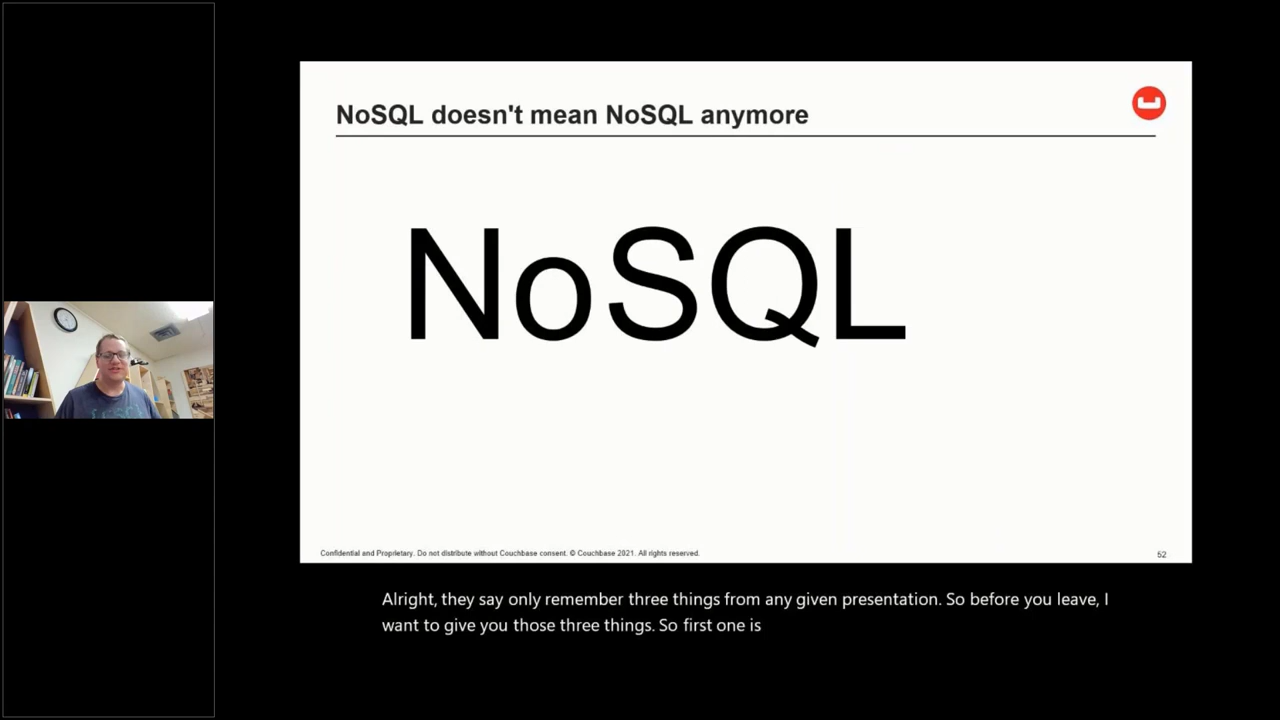 NoSQL doesn't mean NoSQL anymore
NoSQL
Confidential and Proprietary. Do not distribute without Couchbase consent. © Couchbase 2021. All rights reserved.
52
Alright, they say only remember three things from any given presentation. So before you leave, I
want to give you those three things. So first one is